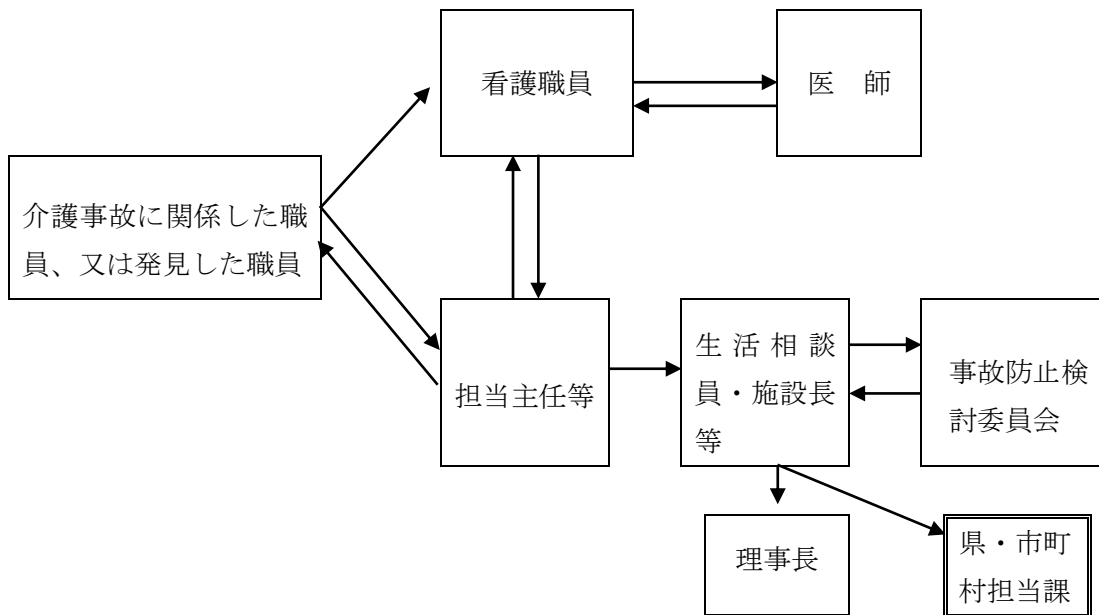 看護職員
医　師
介護事故に関係した職
員、又は発見した職員
担当主任等
生活相談
員・施設長
等
事故防止検
討委員会
理事長
県・市町
村担当課